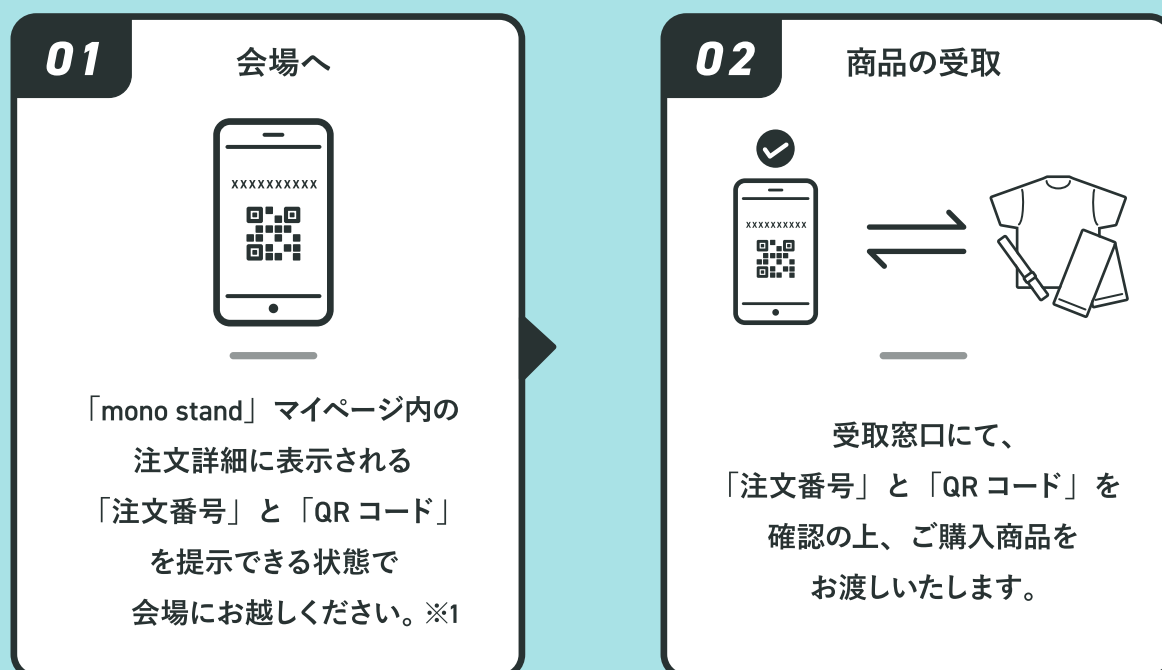 01
会場へ
XXXXXXXXXX
「mono stand」マイページ内の
注文詳細に表示される
「注文番号」と「QRコード」
を提示できる状態で
会場にお越しください。※1
02
商品の受取
XXXXXXXXXX
受取窓口にて、
「注文番号」と「QRコード」を
確認の上、ご購入商品を
お渡しいたします。